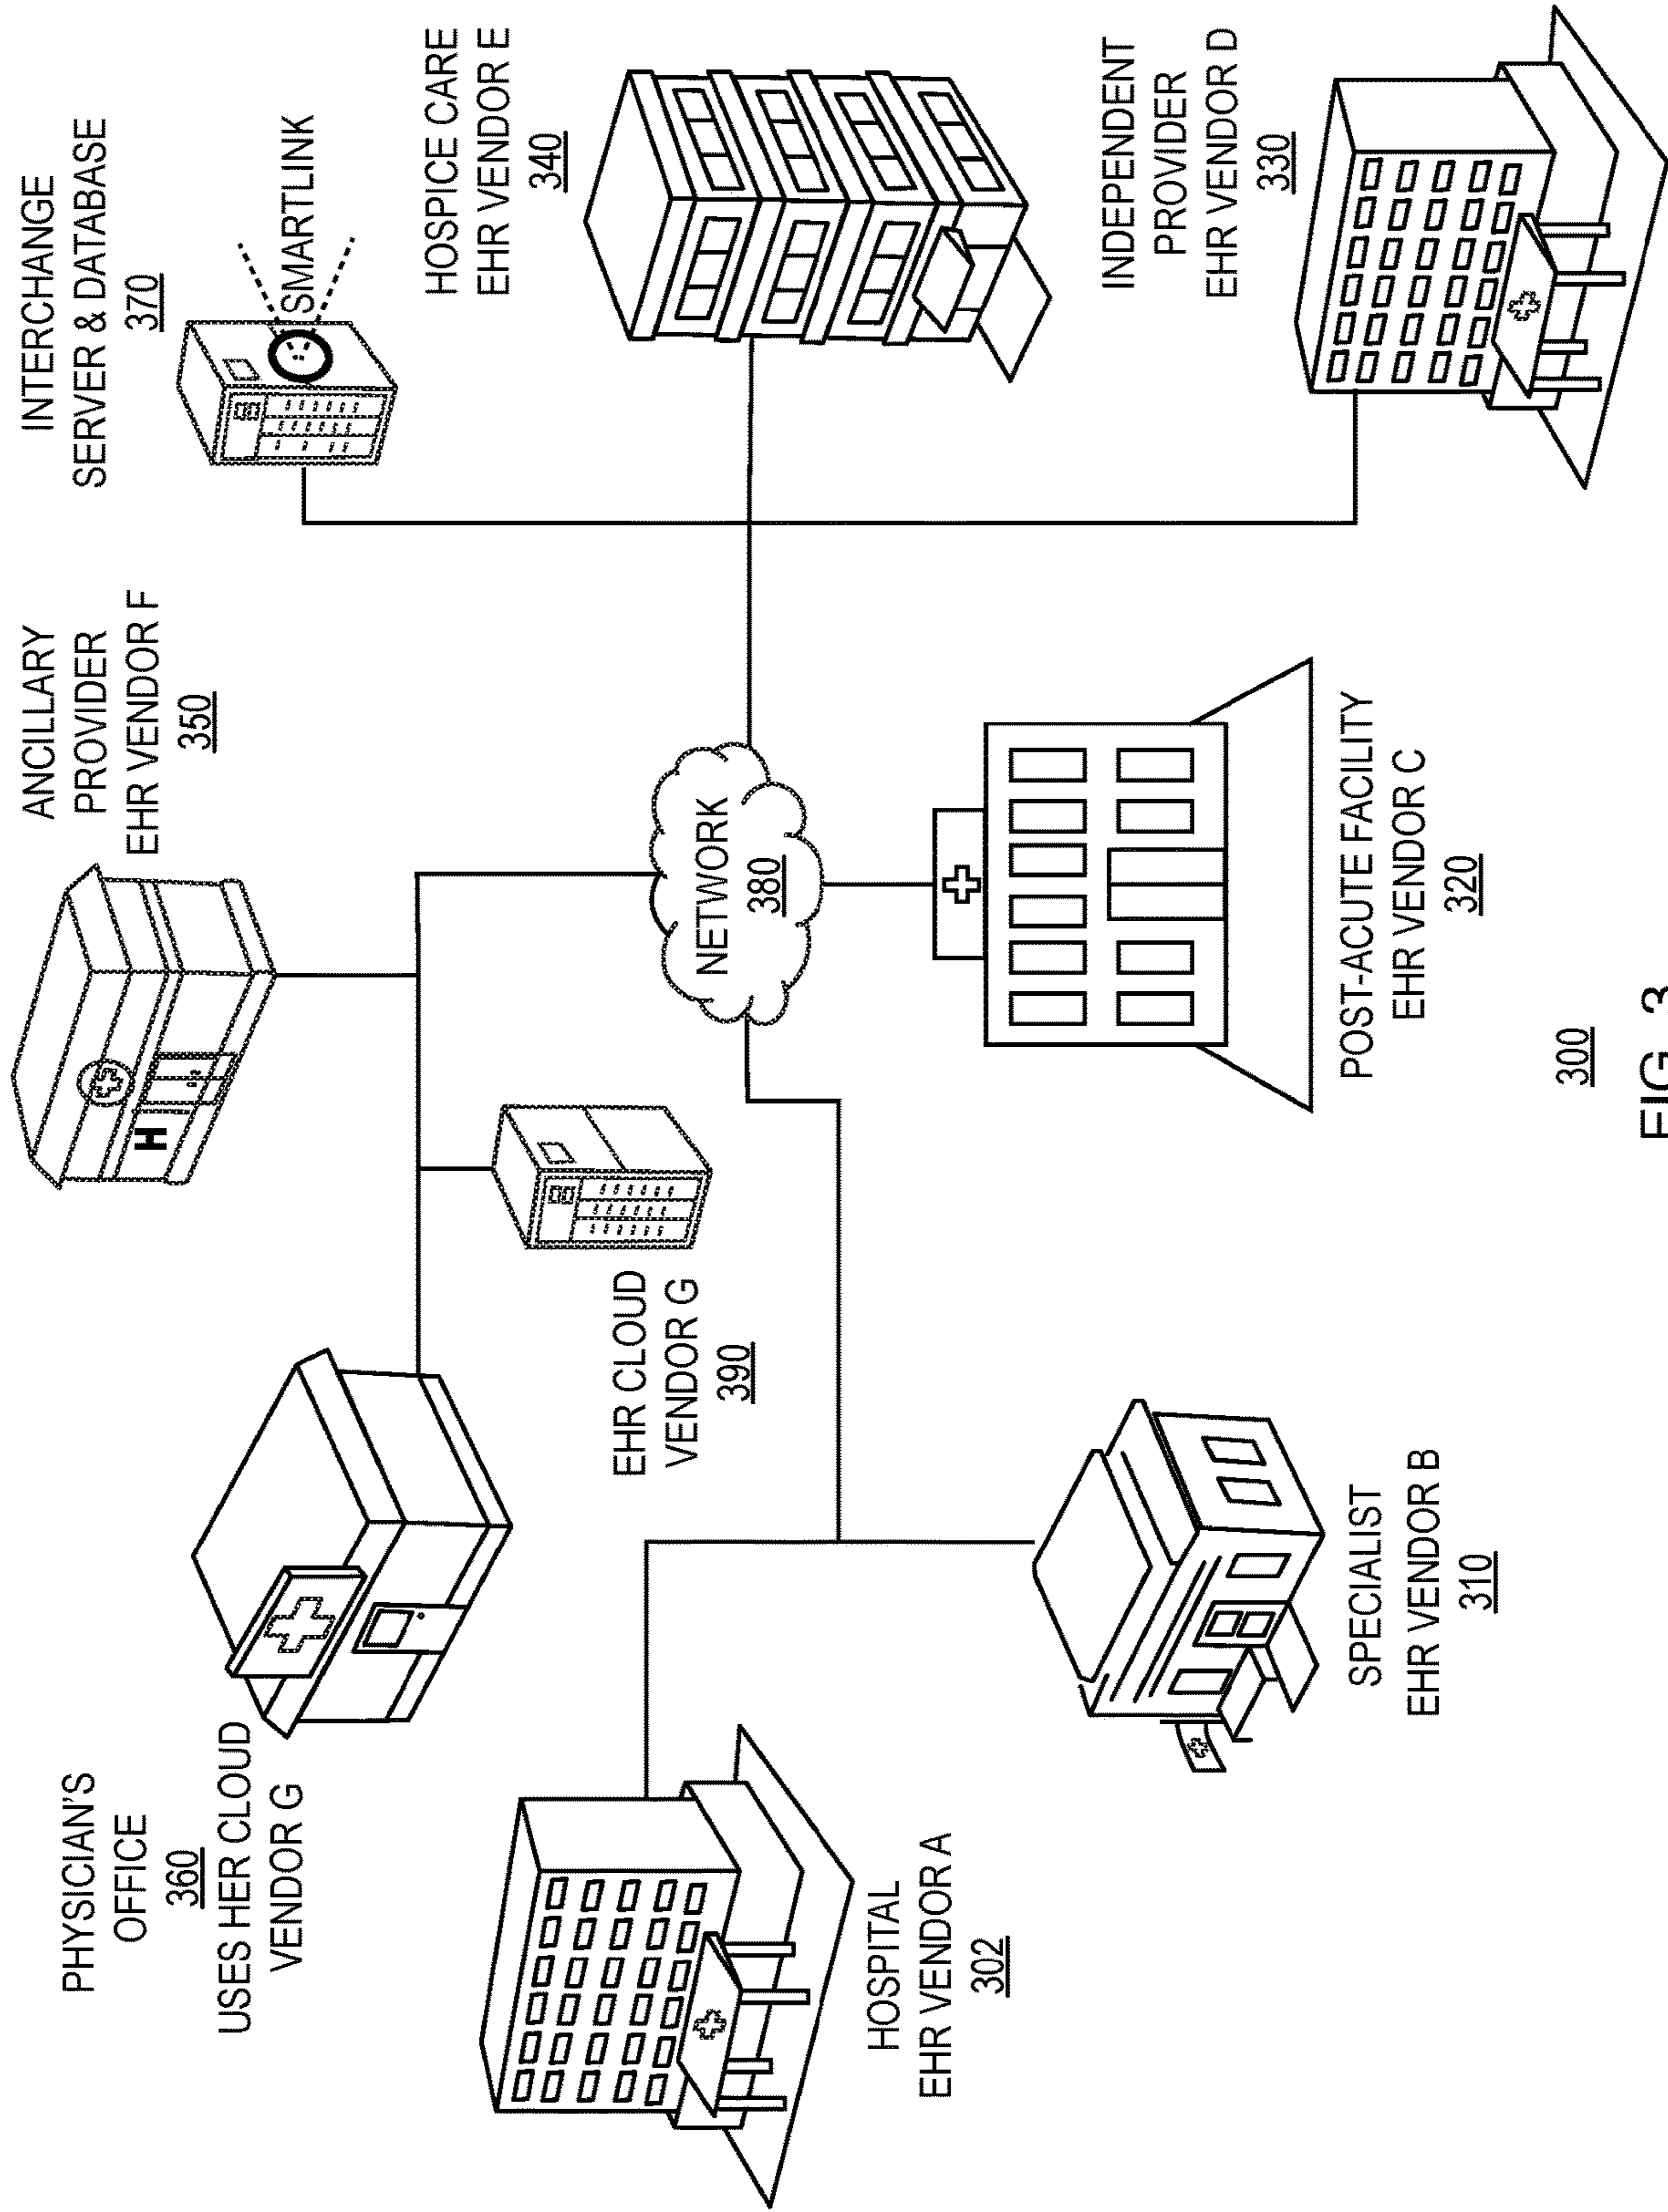 PHYSICIAN'S
OFFICE
360
USES HER CLOUD
VENDOR G
ANCILLARY
PROVIDER
EHR VENDOR F
350
H
INTERCHANGE
SERVER & DATABASE
370
SMARTLINK
HOSPICE CARE
EHR VENDOR E
340
EHR CLOUD
VENDOR G
390
NETWORK
380
HOSPITAL
EHR VENDOR A
302
SPECIALIST
EHR VENDOR B
310
POST-ACUTE FACILITY
EHR VENDOR C
320
INDEPENDENT
PROVIDER
EHR VENDOR D
330
300
FIG. 3